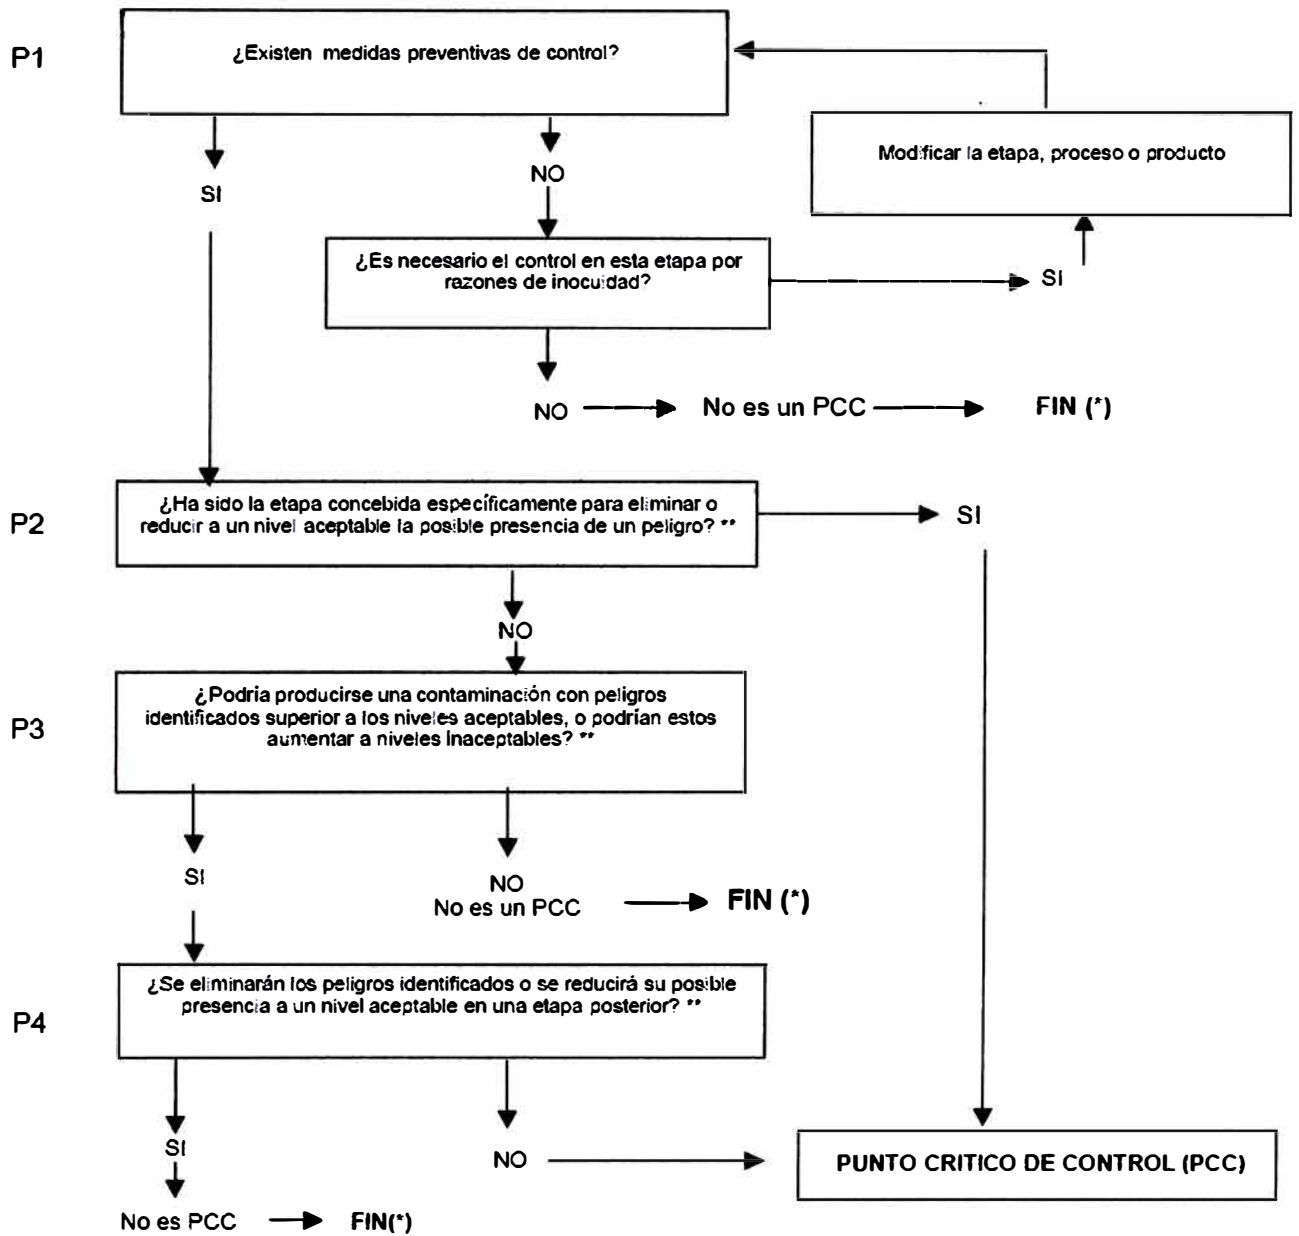 P1
¿Existen medidas preventivas de control?
Modificar la etapa, proceso o producto
SI
NO
¿Es necesario el control en esta etapa por
razones de inocuidad?
SI
NO
No es un PCC
FIN (*)
P2
¿Ha sido la etapa concebida específicamente para eliminar o
reducir a un nivel aceptable la posible presencia de un peligro? **
SI
NO
P3
¿Podría producirse una contaminación con peligros
identificados superior a los niveles aceptables, o podrían estos
aumentar a niveles inaceptables? **
SI
NO
No es un PCC
FIN (*)
P4
¿Se eliminarán los peligros identificados o se reducirá su posible
presencia a un nivel aceptable en una etapa posterior? **
SI
NO
PUNTO CRITICO DE CONTROL (PCC)
No es PCC
FIN(*)